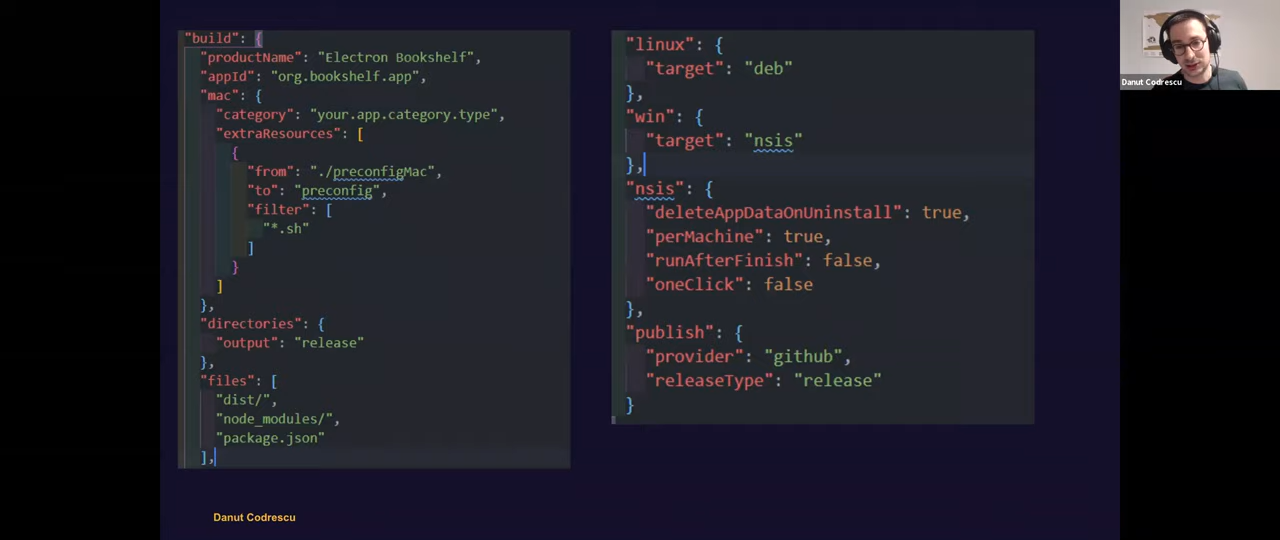 "build": {
"productName": "Electron Bookshelf",
"appId": "org.bookshelf.app",
"mac": {
"category": "your.app.category.type",
"extraResources": [
{
"from": "./preconfigMac",
"to": "preconfig",
"filter": [
"*.sh"
]
}
]
},
"directories": {
"output": "release"
},
"files": [
"dist/",
"node_modules/",
"package.json"
],
"linux": {
"target": "deb"
},
"win": {
"target": "nsis"
},
"nsis": {
"deleteAppDataOnUninstall": true,
"perMachine": true,
"runAfterFinish": false,
"oneClick": false
},
"publish": {
"provider": "github",
"releaseType": "release"
}
Danut Codrescu
Danut Codrescu